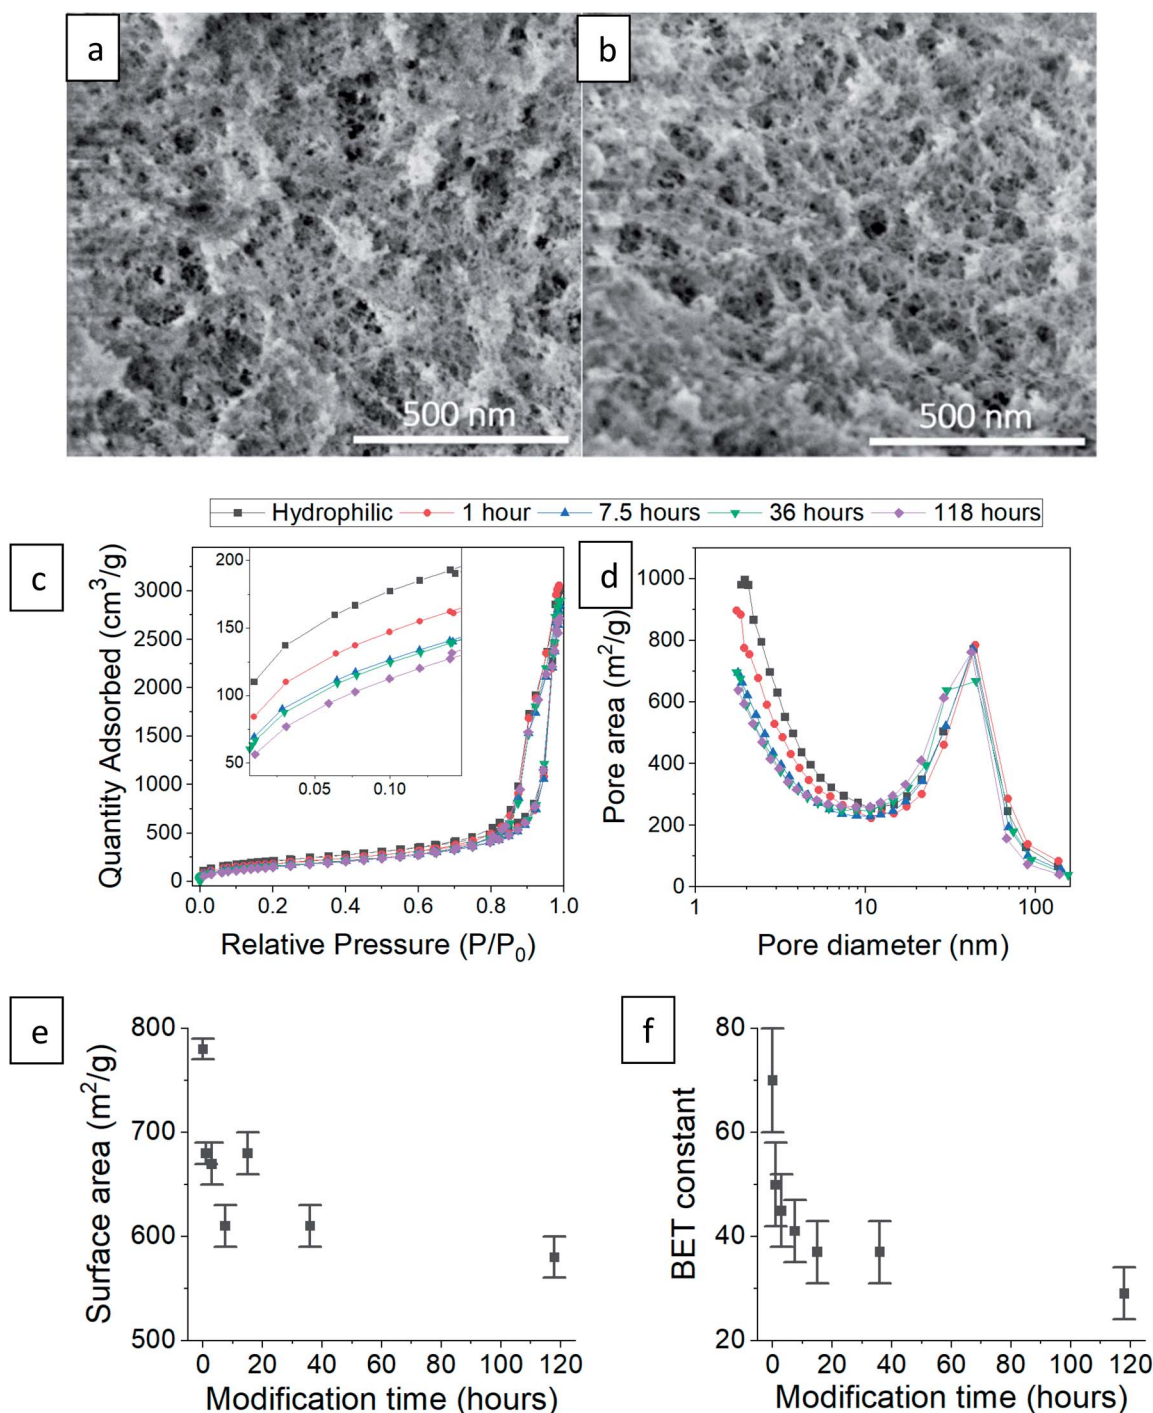 a
b
500 nm
500 nm
Hydrophilic 1 hour 7.5 hours 36 hours 118 hours
c
Quantity Adsorbed (cm³/g)
3000
2500
2000
1500
1000
500
0
200
150
100
50
0.05 0.10
0.0 0.2 0.4 0.6 0.8 1.0
Relative Pressure (P/P₀)
d
Pore area (m²/g)
1000
800
600
400
200
0
1 10 100
Pore diameter (nm)
e
Surface area (m²/g)
800
700
600
500
0 20 40 60 80 100 120
Modification time (hours)
f
BET constant
80
60
40
20
0 20 40 60 80 100 120
Modification time (hours)